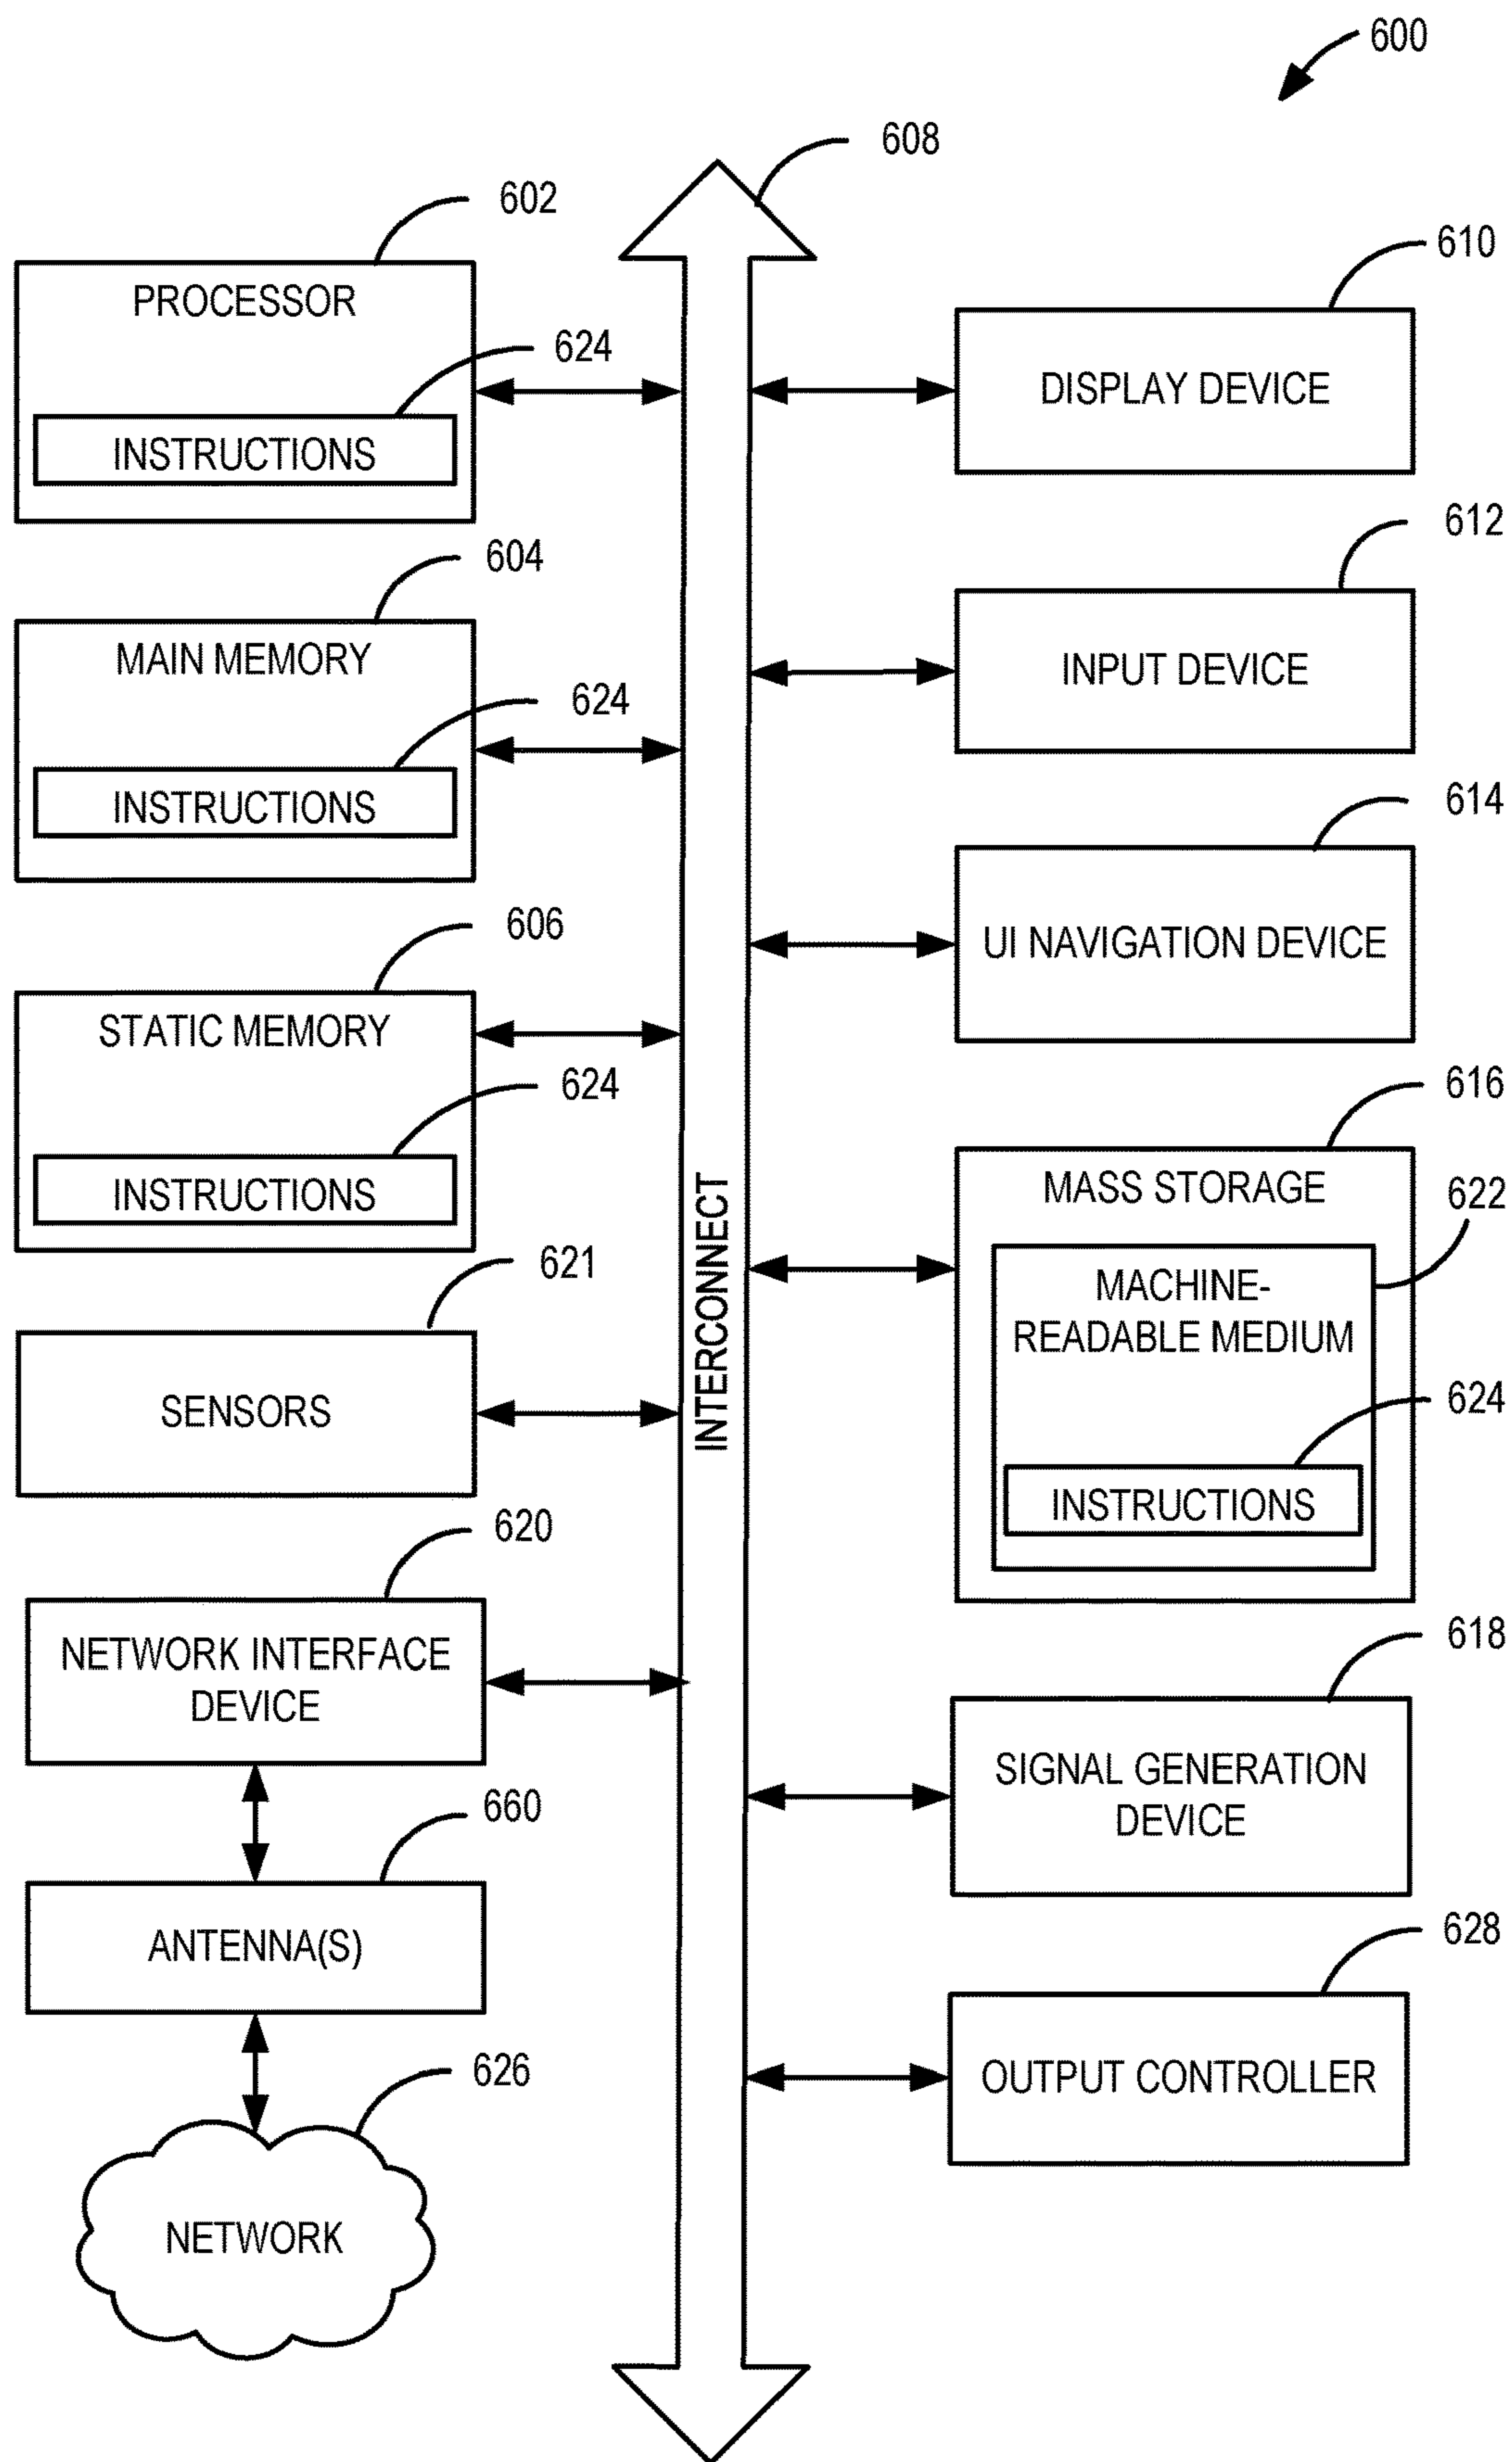 600
608
602
PROCESSOR
624
INSTRUCTIONS
604
MAIN MEMORY
624
INSTRUCTIONS
606
STATIC MEMORY
624
INSTRUCTIONS
621
SENSORS
620
NETWORK INTERFACE
DEVICE
660
ANTENNA(S)
626
NETWORK
INTERCONNECT
610
DISPLAY DEVICE
612
INPUT DEVICE
614
UI NAVIGATION DEVICE
616
MASS STORAGE
622
MACHINE-
READABLE MEDIUM
624
INSTRUCTIONS
618
SIGNAL GENERATION
DEVICE
628
OUTPUT CONTROLLER